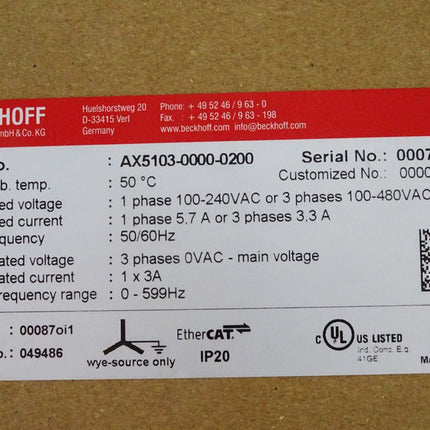 KHOFF
mbH & Co. KG
Huelshorstweg 20
D-33415 Verl
Germany
Phone: + 49 52 46 / 9 63 - 0
Fax. : + 49 52 46 / 9 63 - 198
www.beckhoff.com info@beckhoff.com
o. : AX5103-0000-0200 Serial No.: 0007
b. temp. : 50 °C Customized No.: 0000
ed voltage : 1 phase 100-240VAC or 3 phases 100-480VAC
ed current : 1 phase 5,7 A or 3 phases 3,3 A
quency : 50/60Hz
ated voltage : 3 phases 0VAC - main voltage
ated current : 1 x 3A
requency range : 0 - 599Hz
: 00087oi1
o.: 049486
wye-source only
EtherCAT
IP20
C UL US LISTED
Ind. Cont. Eq.
41GE
Ma